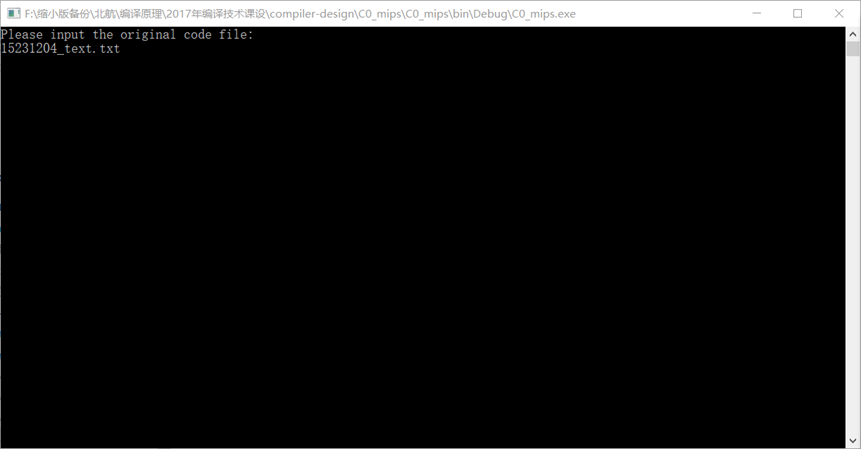 F:\缩小版备份\北航\编译原理\2017年编译技术课设\compiler-design\C0_mips\C0_mips\bin\Debug\C0_mips.exe
Please input the original code file:
15231204_text.txt